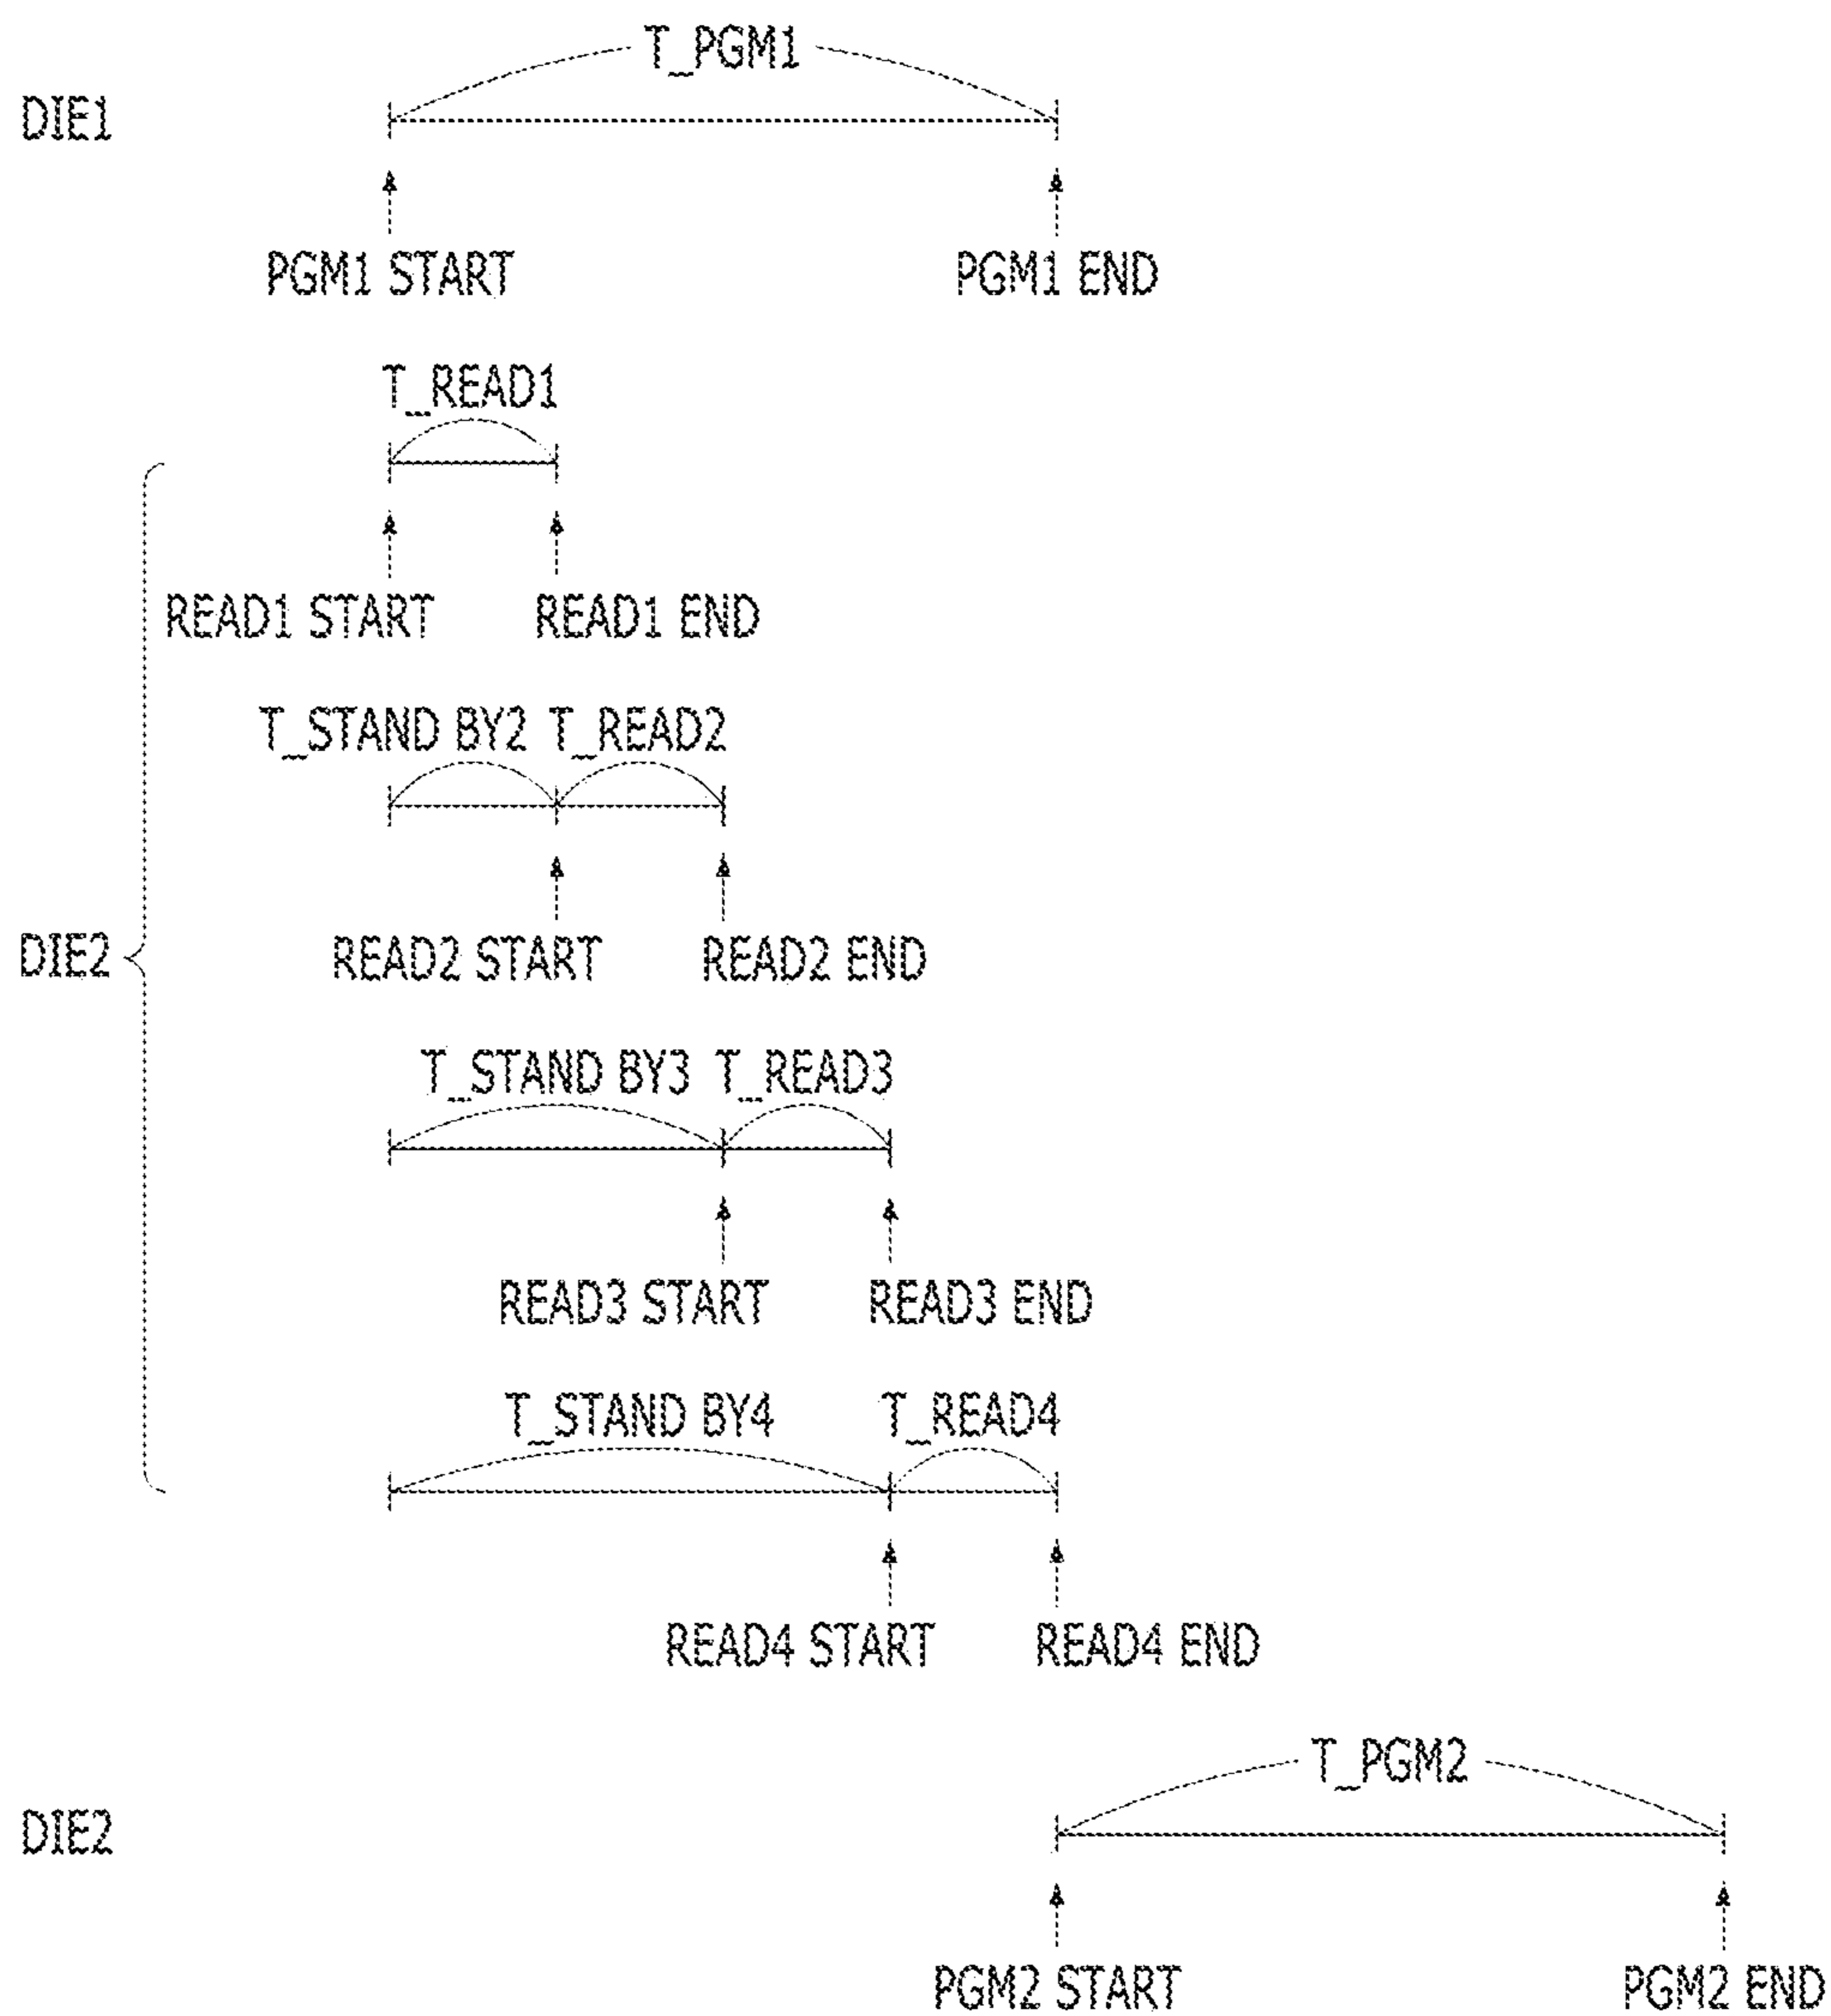 T_PGM1
DIE1
PGM1 START PGM1 END
T_READ1
READ1 START READ1 END
T_STAND BY2 T_READ2
DIE2
READ2 START READ2 END
T_STAND BY3 T_READ3
READ3 START READ3 END
T_STAND BY4 T_READ4
READ4 START READ4 END
T_PGM2
DIE2
PGM2 START PGM2 END